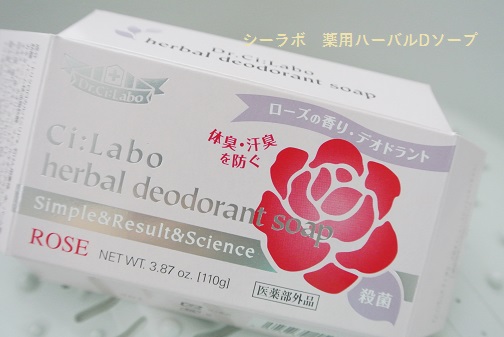 シーラボ 薬用ハーバルDソープ
Dr.Ci:Labo
herbal deodorant soap
Dr.Ci:Labo
ローズの香り・デオドラント
Ci:Labo
herbal deodorant soap
体臭・汗臭
を防ぐ
Simple&Result&Science
ROSE NET WT. 3.87 oz. [110g]
医薬部外品
殺菌